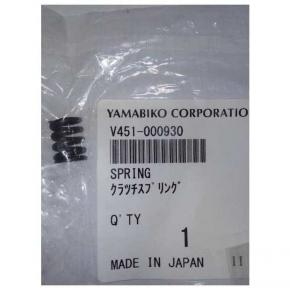 YAMABIKO CORPORATIO
V451-000930
SPRING
ｸﾗｯﾁｽﾌﾟﾘﾝｸﾞ
Q'TY
1
MADE IN JAPAN
11